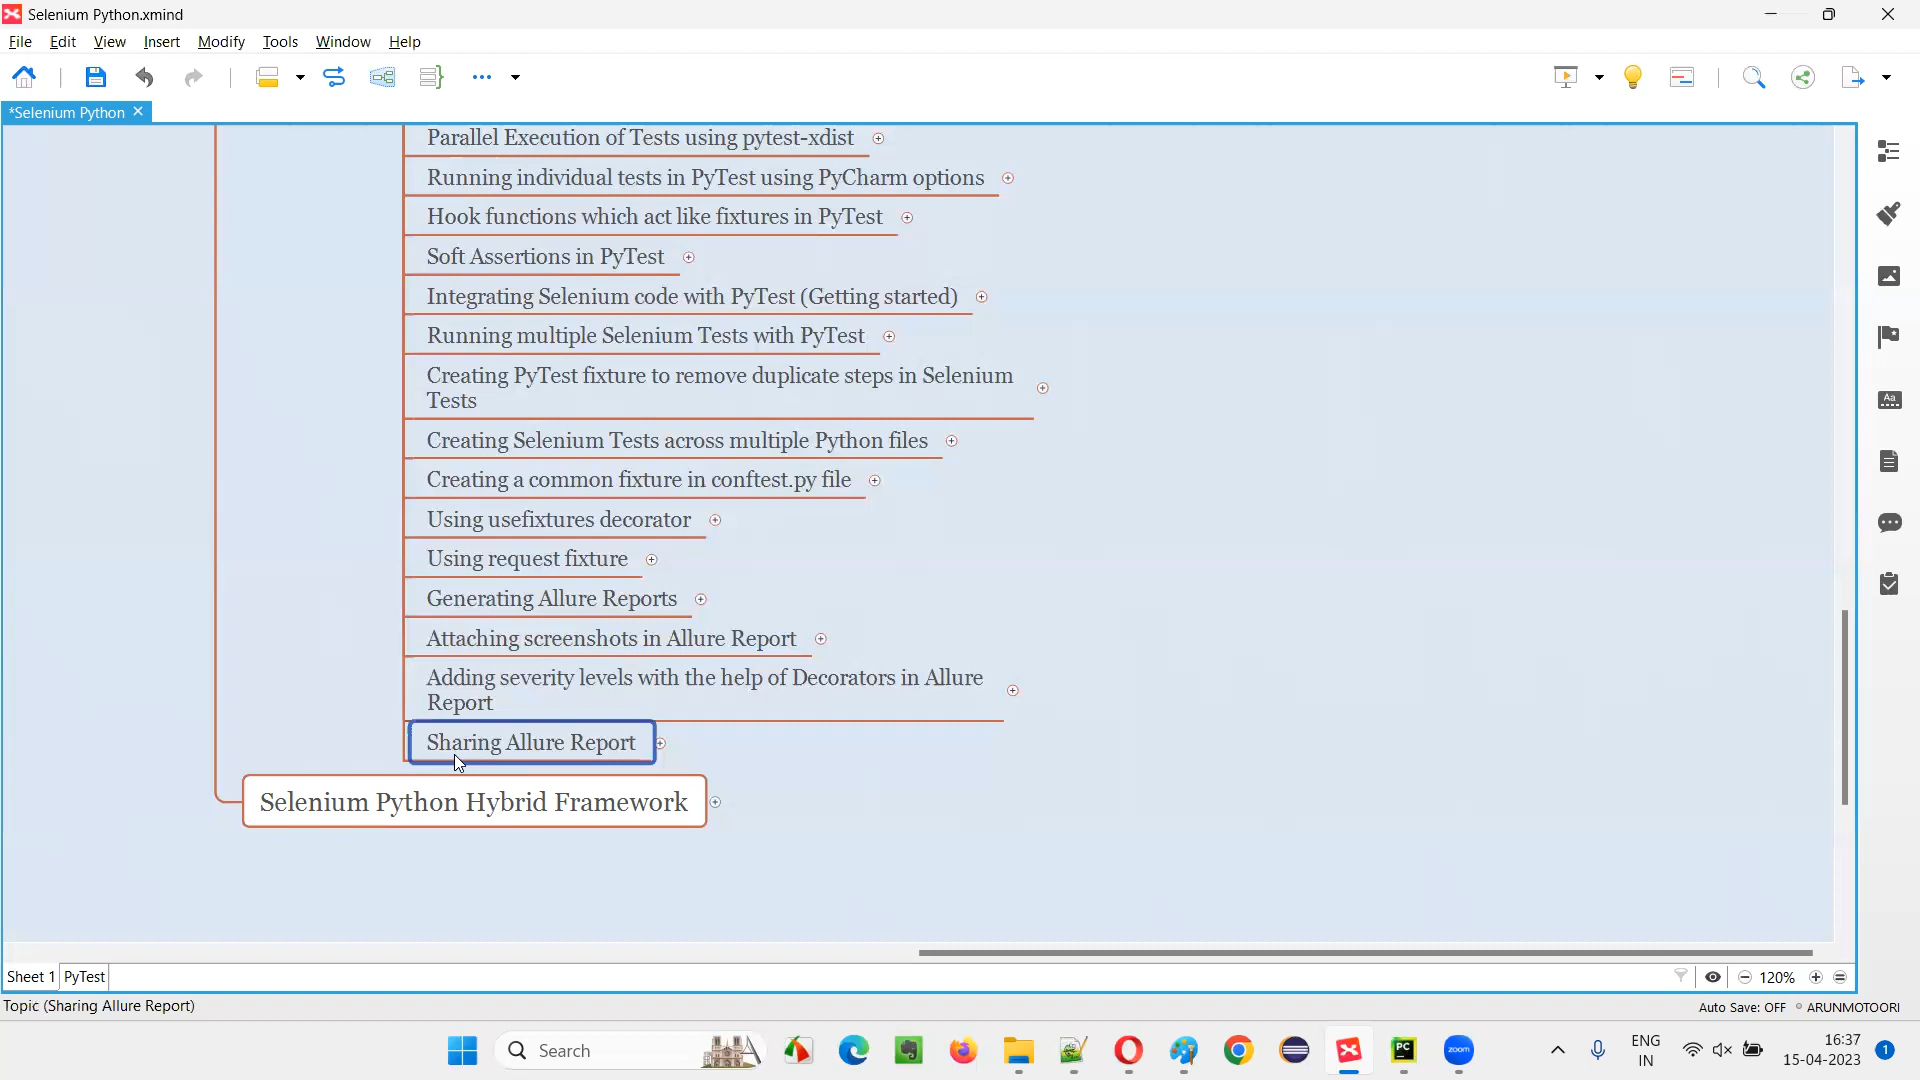 Selenium Python.xmind
File Edit View Insert Modify Tools Window Help
*Selenium Python
Parallel Execution of Tests using pytest-xdist
Running individual tests in PyTest using PyCharm options
Hook functions which act like fixtures in PyTest
Soft Assertions in PyTest
Integrating Selenium code with PyTest (Getting started)
Running multiple Selenium Tests with PyTest
Creating PyTest fixture to remove duplicate steps in Selenium
Tests
Creating Selenium Tests across multiple Python files
Creating a common fixture in conftest.py file
Using usefixtures decorator
Using request fixture
Generating Allure Reports
Attaching screenshots in Allure Report
Adding severity levels with the help of Decorators in Allure
Report
Sharing Allure Report
Selenium Python Hybrid Framework
Aa
Sheet 1 PyTest
120%
Topic (Sharing Allure Report)
Auto Save: OFF ARUNMOTOORI
Search
PC
zoom
ENG
IN
16:37
15-04-2023
1